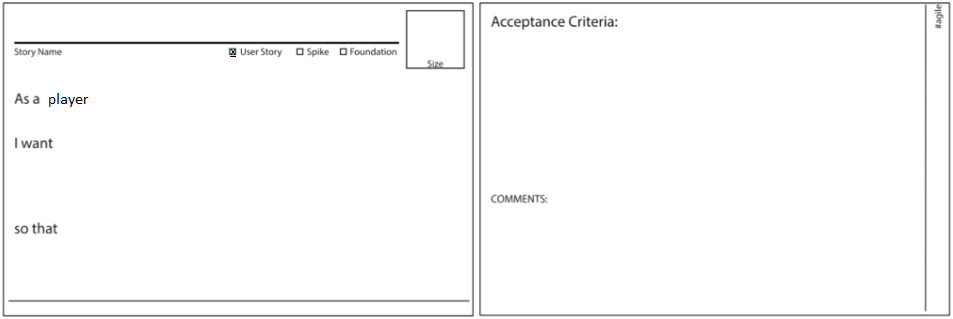 Story Name
☒ User Story ☐ Spike ☐ Foundation
Size
As a player
I want
so that
Acceptance Criteria:
COMMENTS:
#agile